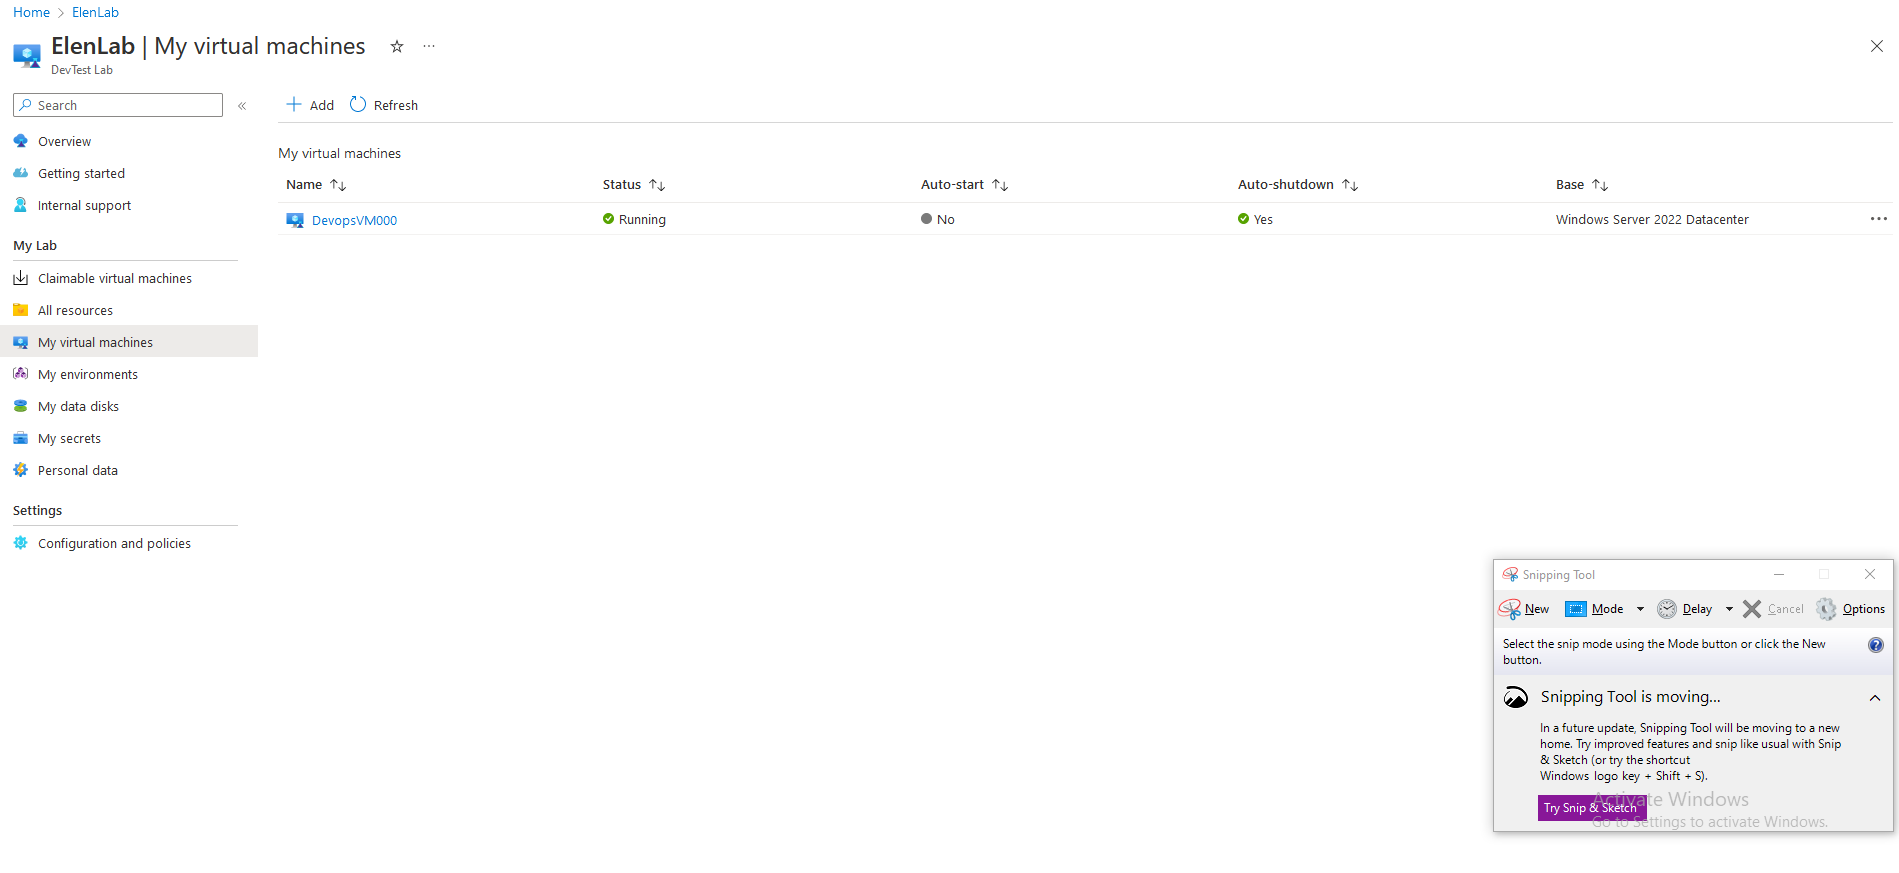 Home > ElenLab
ElenLab | My virtual machines ☆ ...
DevTest Lab
Search «
Overview
Getting started
Internal support
My Lab
Claimable virtual machines
All resources
My virtual machines
My environments
My data disks
My secrets
Personal data
Settings
Configuration and policies
+ Add Refresh
My virtual machines
Name ↑↓ Status ↑↓ Auto-start ↑↓ Auto-shutdown ↑↓ Base ↑↓
DevopsVM000 Running No Yes Windows Server 2022 Datacenter ...
Snipping Tool
New Mode Delay Cancel Options
Select the snip mode using the Mode button or click the New
button.
Snipping Tool is moving...
In a future update, Snipping Tool will be moving to a new
home. Try improved features and snip like usual with Snip
& Sketch (or try the shortcut
Windows logo key + Shift + S).
Try Snip & Sketch
Activate Windows
Go to Settings to activate Windows.